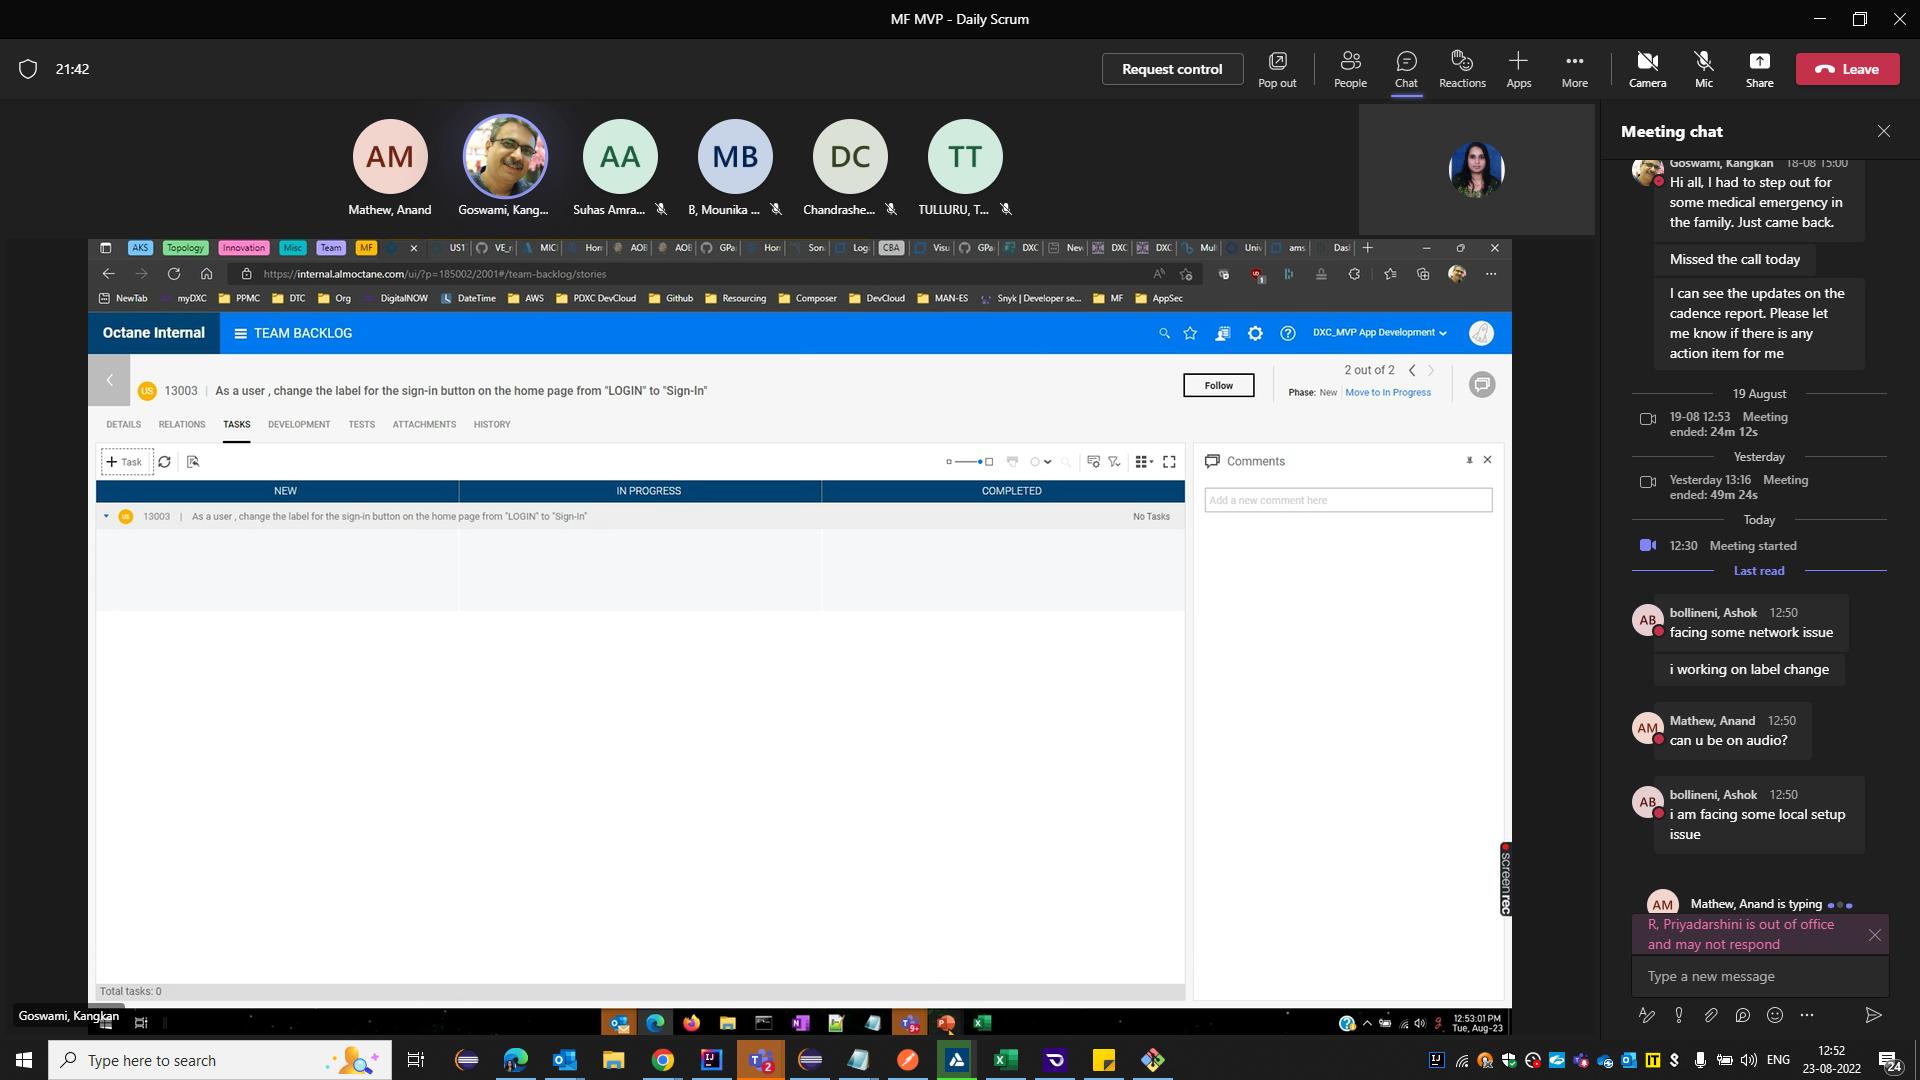 MF MVP - Daily Scrum
21:42
Request control
Pop out
People
Chat
Reactions
Apps
More
Camera
Mic
Share
Leave
AM
AA
MB
DC
TT
Mathew, Anand
Goswami, Kang...
Suhas Amra...
B, Mounika ...
Chandrashe...
TULLURU, T...
AKS
Topology
Innovation
Misc
Team
MF
US1
VE_r
MIC
Hor
AOE
AOE
GPa
Hor
Son
Logi
CBA
Visu
GPa
DXC
Nev
DXC
DXC
Mul
Univ
ams
Das
https://internal.almoctane.com/ui/?p=185002/2001#/team-backlog/stories
NewTab
myDXC
PPMC
DTC
Org
DigitalNOW
DateTime
AWS
PDXC DevCloud
Github
Resourcing
Composer
DevCloud
MAN-ES
Snyk | Developer se...
MF
AppSec
Octane Internal
TEAM BACKLOG
DXC_MVP App Development
US 13003 | As a user , change the label for the sign-in button on the home page from "LOGIN" to "Sign-In"
Follow
2 out of 2
Phase: New Move to In Progress
DETAILS
RELATIONS
TASKS
DEVELOPMENT
TESTS
ATTACHMENTS
HISTORY
+ Task
NEW
IN PROGRESS
COMPLETED
US 13003 | As a user , change the label for the sign-in button on the home page from "LOGIN" to "Sign-In"
No Tasks
Total tasks: 0
Comments
Add a new comment here
screenrec
Goswami, Kangkan
12:53:01 PM
Tue, Aug-23
Meeting chat
Goswami, Kangkan 18-08 15:00
Hi all, I had to step out for
some medical emergency in
the family. Just came back.
Missed the call today
I can see the updates on the
cadence report. Please let
me know if there is any
action item for me
19 August
19-08 12:53 Meeting
ended: 24m 12s
Yesterday
Yesterday 13:16 Meeting
ended: 49m 24s
Today
12:30 Meeting started
Last read
AB
bollineni, Ashok 12:50
facing some network issue
i working on label change
AM
Mathew, Anand 12:50
can u be on audio?
AB
bollineni, Ashok 12:50
i am facing some local setup
issue
AM
Mathew, Anand is typing
R, Priyadarshini is out of office
and may not respond
Type a new message
Type here to search
ENG
12:52
23-08-2022
24